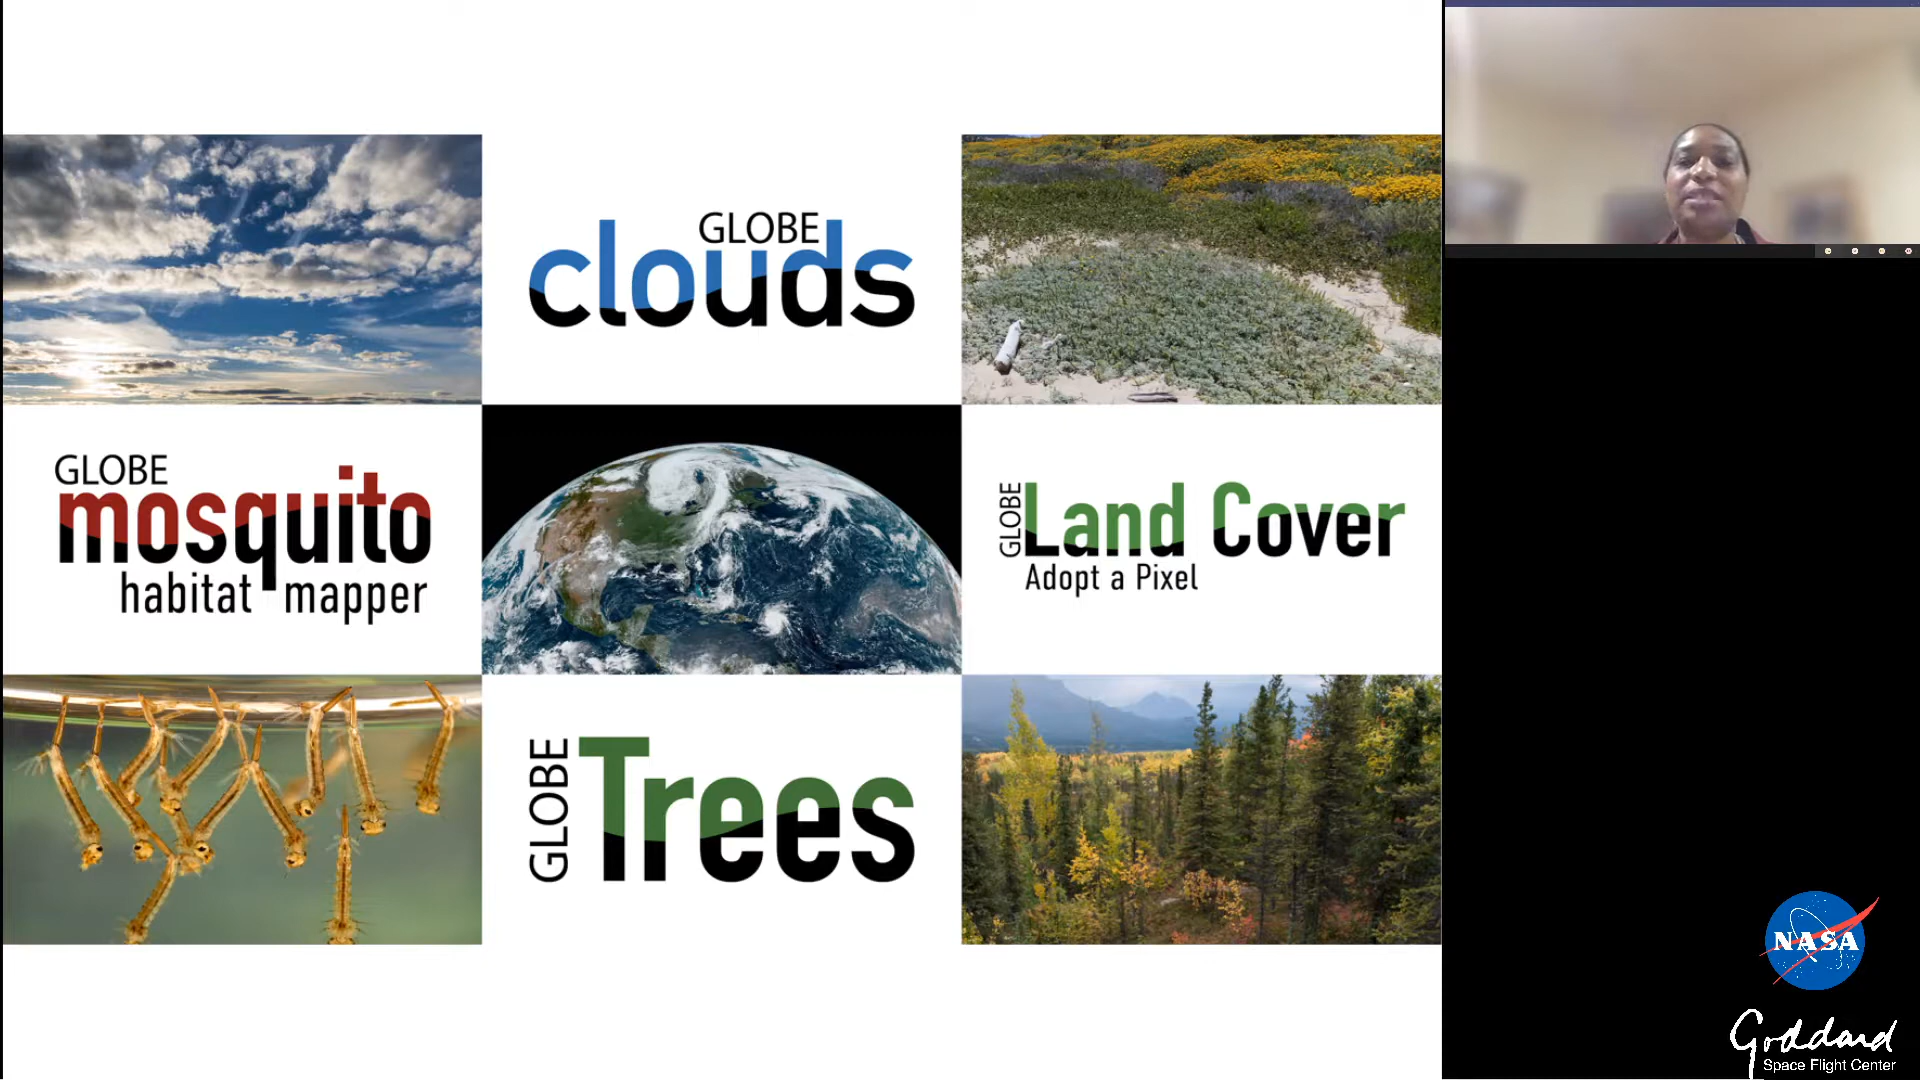 GLOBE
clouds
GLOBE
mosquito
habitat mapper
GLOBE
Land Cover
Adopt a Pixel
GLOBE
Trees
NASA
Goddard
Space Flight Center